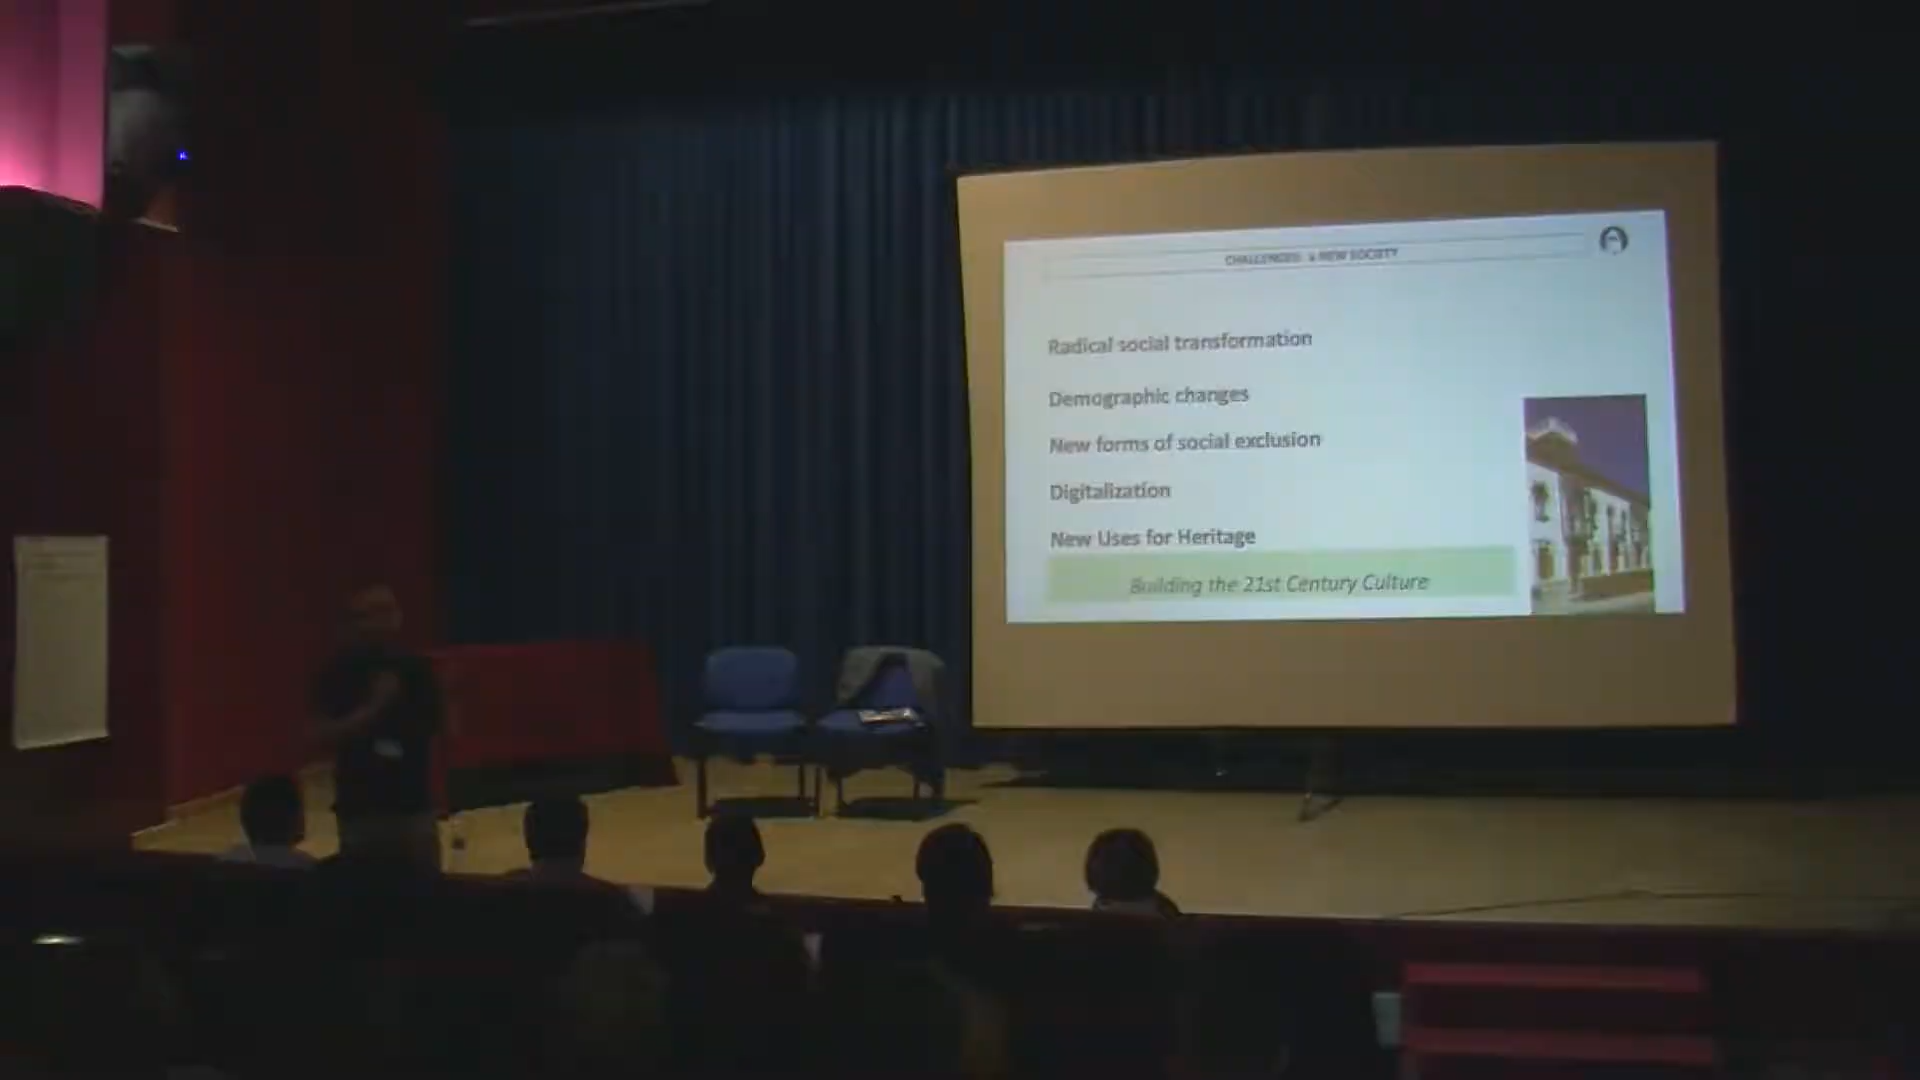 CHALLENGES: a NEW SOCIETY
Radical social transformation
Demographic changes
New forms of social exclusion
Digitalization
New Uses for Heritage
Building the 21st Century Culture